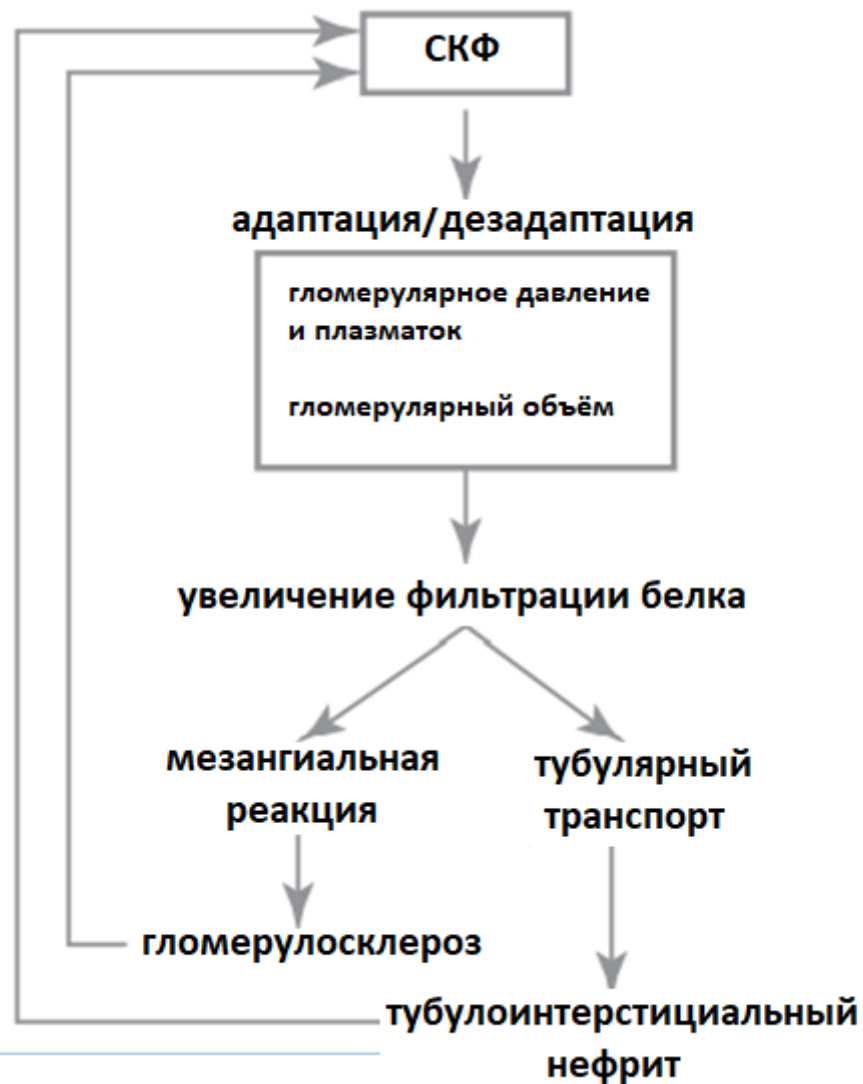 СКФ
адаптация/дезадаптация
гломерулярное давление
и плазматок
гломерулярный объём
увеличение фильтрации белка
мезангиальная
реакция
тубулярный
транспорт
гломерулосклероз
тубулоинтерстициальный
нефрит